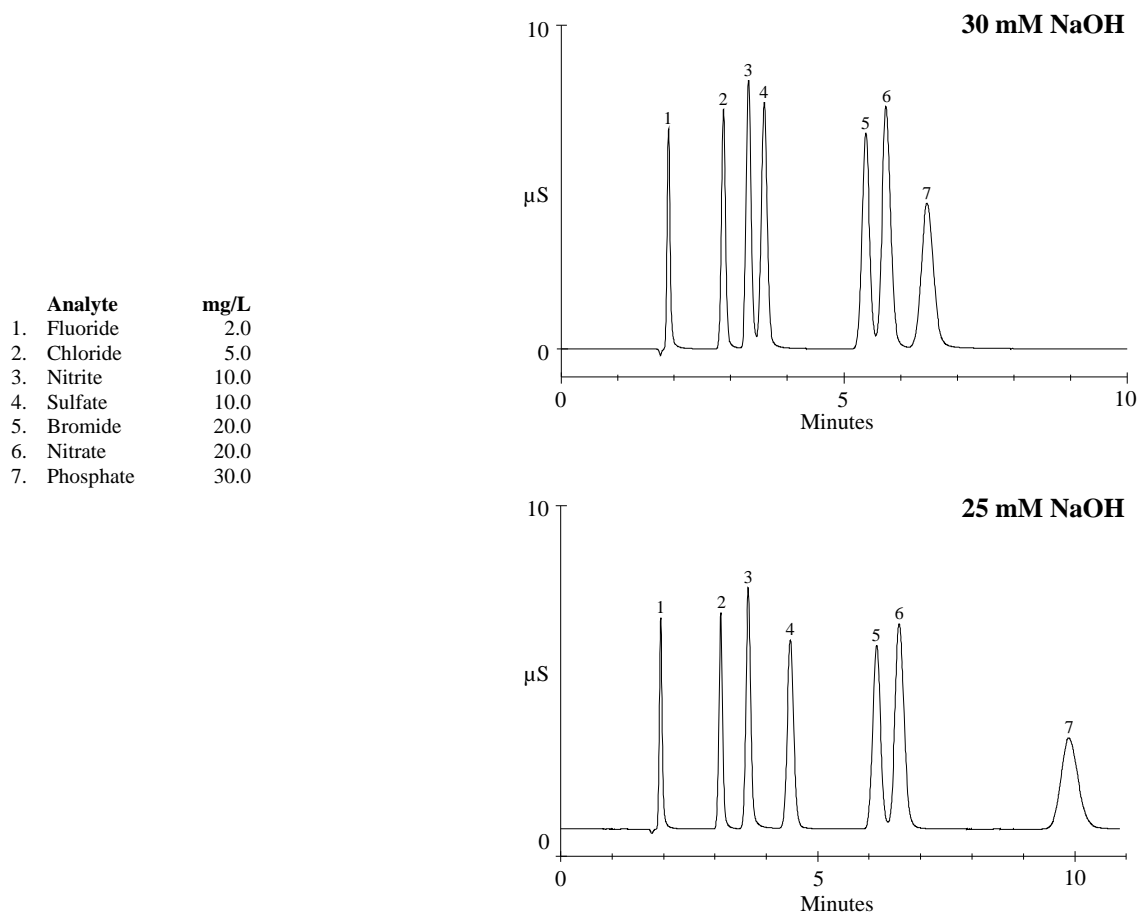 Analyte mg/L
1. Fluoride 2.0
2. Chloride 5.0
3. Nitrite 10.0
4. Sulfate 10.0
5. Bromide 20.0
6. Nitrate 20.0
7. Phosphate 30.0
30 mM NaOH
10
µS
0
1
2
3
4
5
6
7
0 5 10
Minutes
25 mM NaOH
10
µS
0
1
2
3
4
5
6
7
0 5 10
Minutes